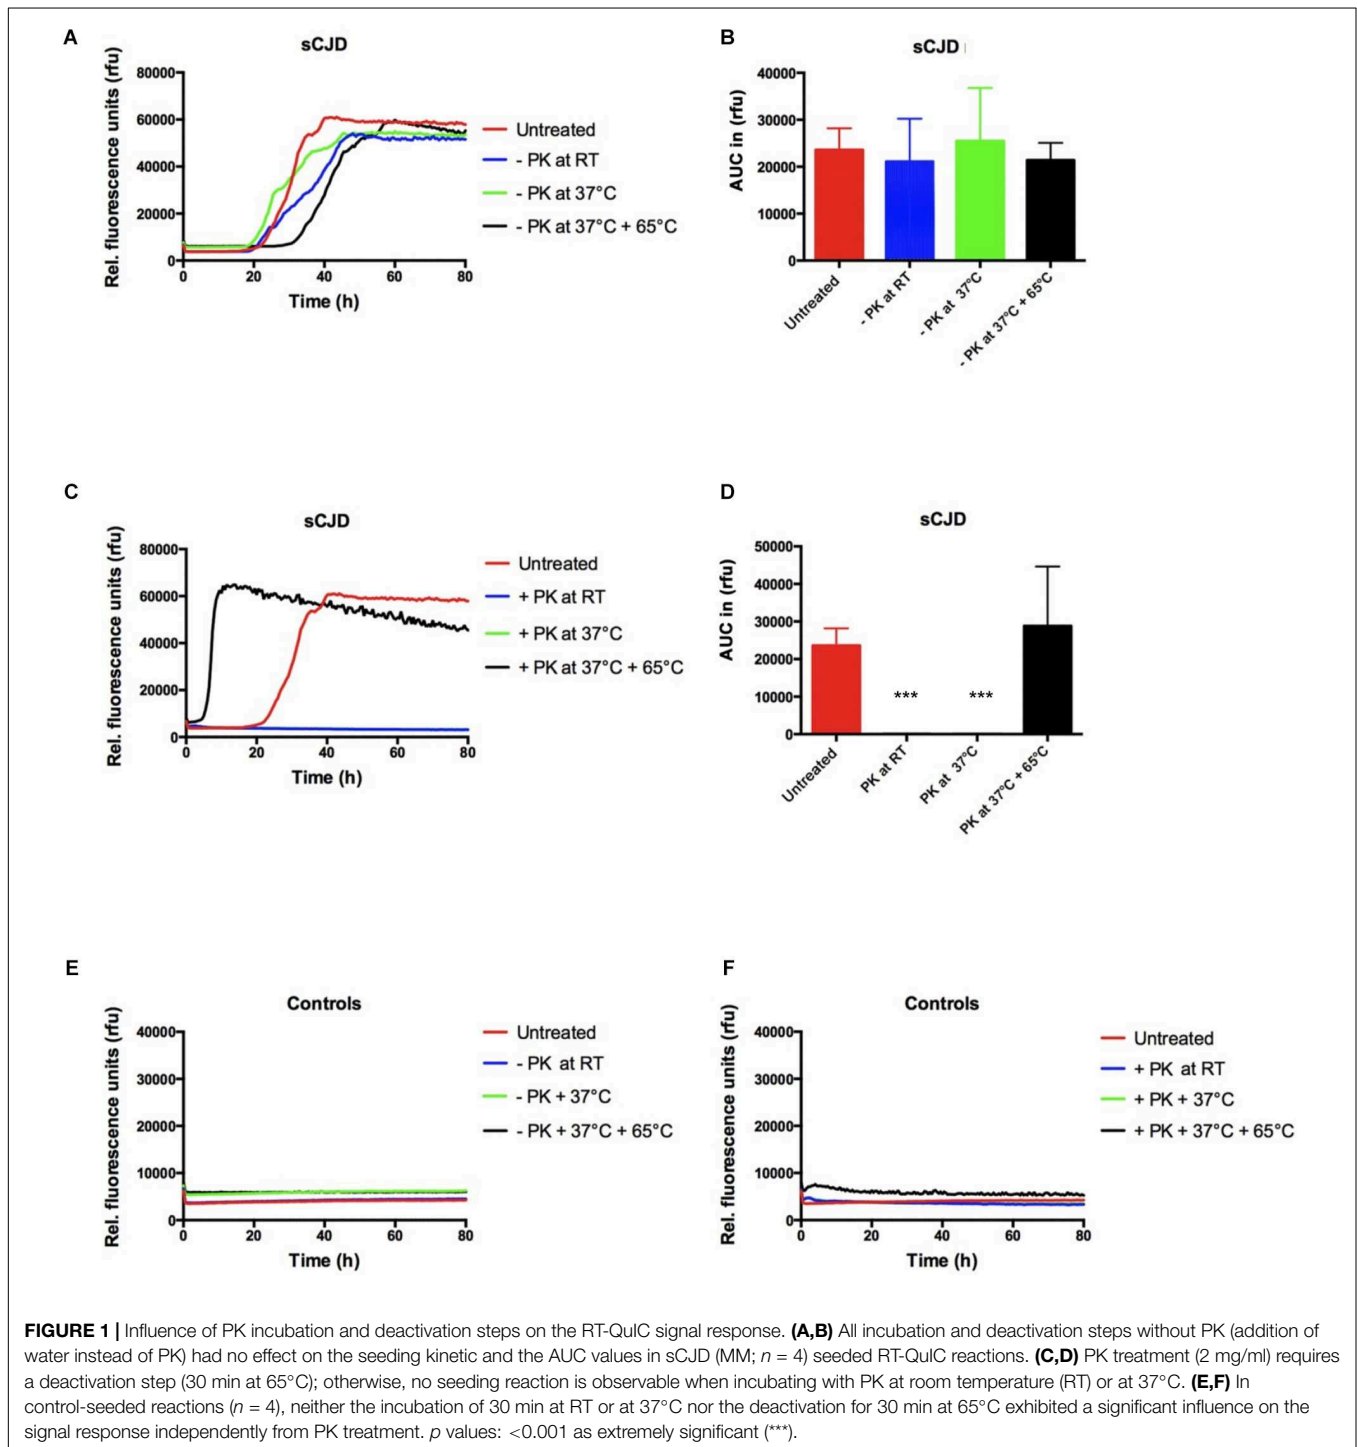 A
sCJD
Rel. fluorescence units (rfu)
80000
60000
40000
20000
0
0 20 40 60 80
Time (h)
Untreated
- PK at RT
- PK at 37°C
- PK at 37°C + 65°C
B
sCJD
AUC in (rfu)
40000
30000
20000
10000
0
Untreated
- PK at RT
- PK at 37°C
- PK at 37°C + 65°C
C
sCJD
Rel. fluorescence units (rfu)
80000
60000
40000
20000
0
0 20 40 60 80
Time (h)
Untreated
+ PK at RT
+ PK at 37°C
+ PK at 37°C + 65°C
D
sCJD
AUC in (rfu)
50000
40000
30000
20000
10000
0
*** ***
Untreated
PK at RT
PK at 37°C
PK at 37°C + 65°C
E
Controls
Rel. fluorescence units (rfu)
40000
30000
20000
10000
0
0 20 40 60 80
Time (h)
Untreated
- PK at RT
- PK + 37°C
- PK + 37°C + 65°C
F
Controls
Rel. fluorescence units (rfu)
40000
30000
20000
10000
0
0 20 40 60 80
Time (h)
Untreated
+ PK at RT
+ PK + 37°C
+ PK + 37°C + 65°C
FIGURE 1 | Influence of PK incubation and deactivation steps on the RT-QuIC signal response. (A,B) All incubation and deactivation steps without PK (addition of
water instead of PK) had no effect on the seeding kinetic and the AUC values in sCJD (MM; n = 4) seeded RT-QuIC reactions. (C,D) PK treatment (2 mg/ml) requires
a deactivation step (30 min at 65°C); otherwise, no seeding reaction is observable when incubating with PK at room temperature (RT) or at 37°C. (E,F) In
control-seeded reactions (n = 4), neither the incubation of 30 min at RT or at 37°C nor the deactivation for 30 min at 65°C exhibited a significant influence on the
signal response independently from PK treatment. p values: <0.001 as extremely significant (***).